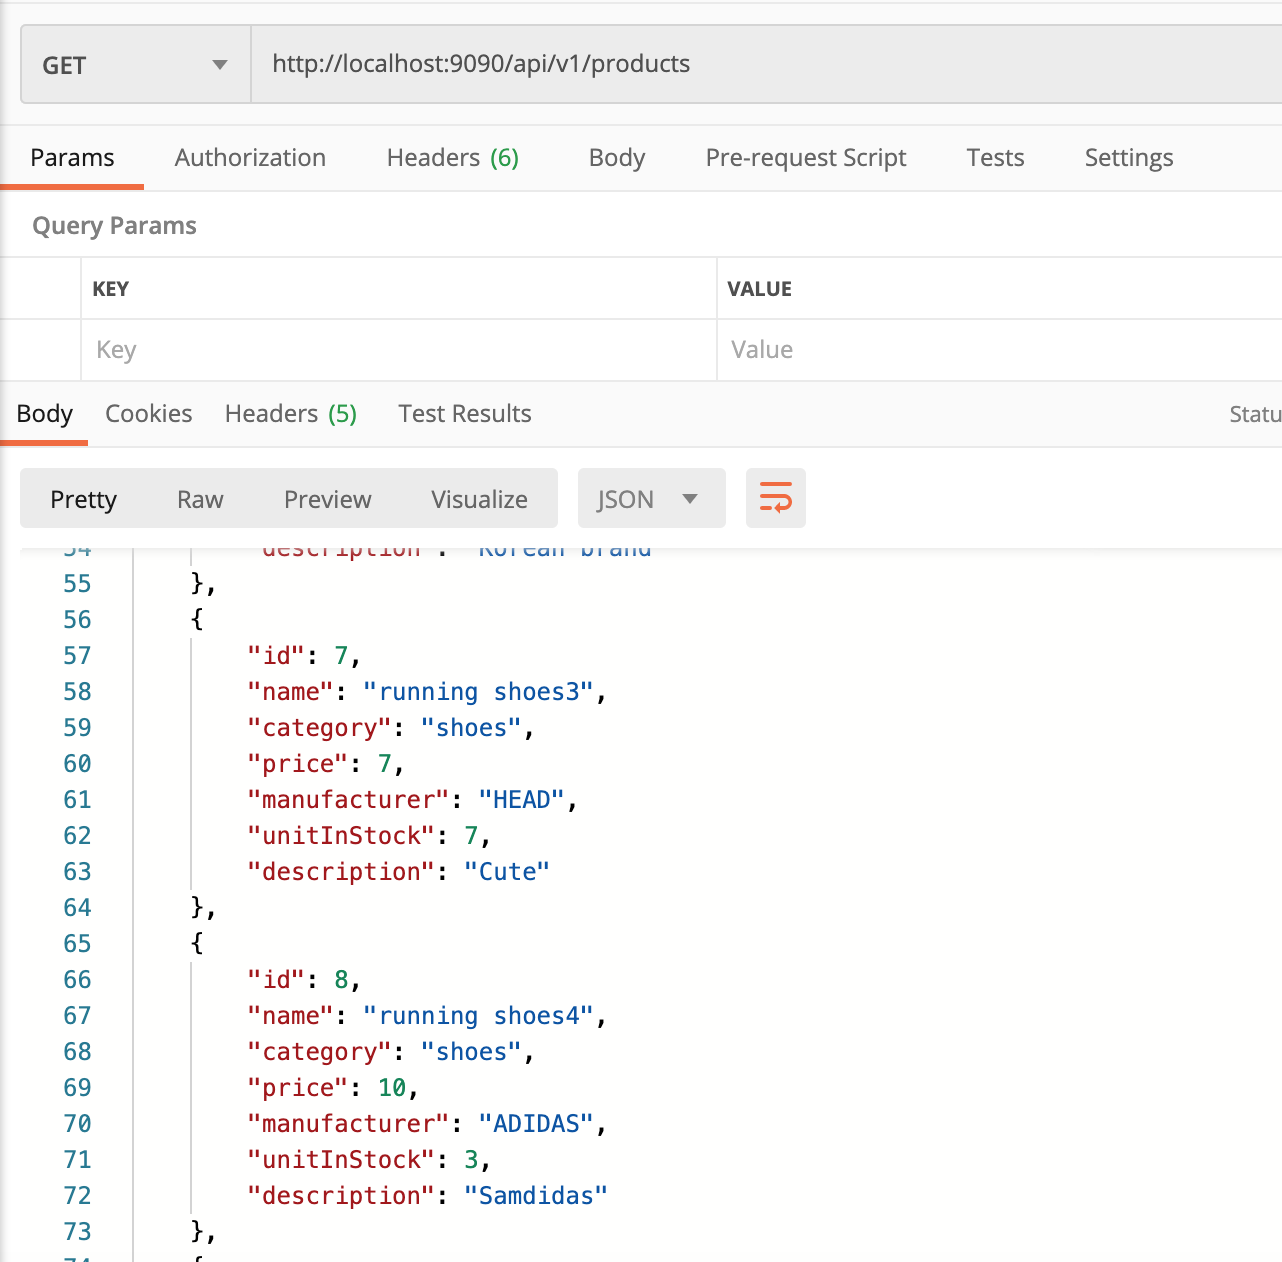 GET http://localhost:9090/api/v1/products
Params Authorization Headers (6) Body Pre-request Script Tests Settings
Query Params
KEY VALUE
Key Value
Body Cookies Headers (5) Test Results Statu
Pretty Raw Preview Visualize JSON
54 "description": "Korean brand
55 },
56 {
57 "id": 7,
58 "name": "running shoes3",
59 "category": "shoes",
60 "price": 7,
61 "manufacturer": "HEAD",
62 "unitInStock": 7,
63 "description": "Cute"
64 },
65 {
66 "id": 8,
67 "name": "running shoes4",
68 "category": "shoes",
69 "price": 10,
70 "manufacturer": "ADIDAS",
71 "unitInStock": 3,
72 "description": "Samdidas"
73 },